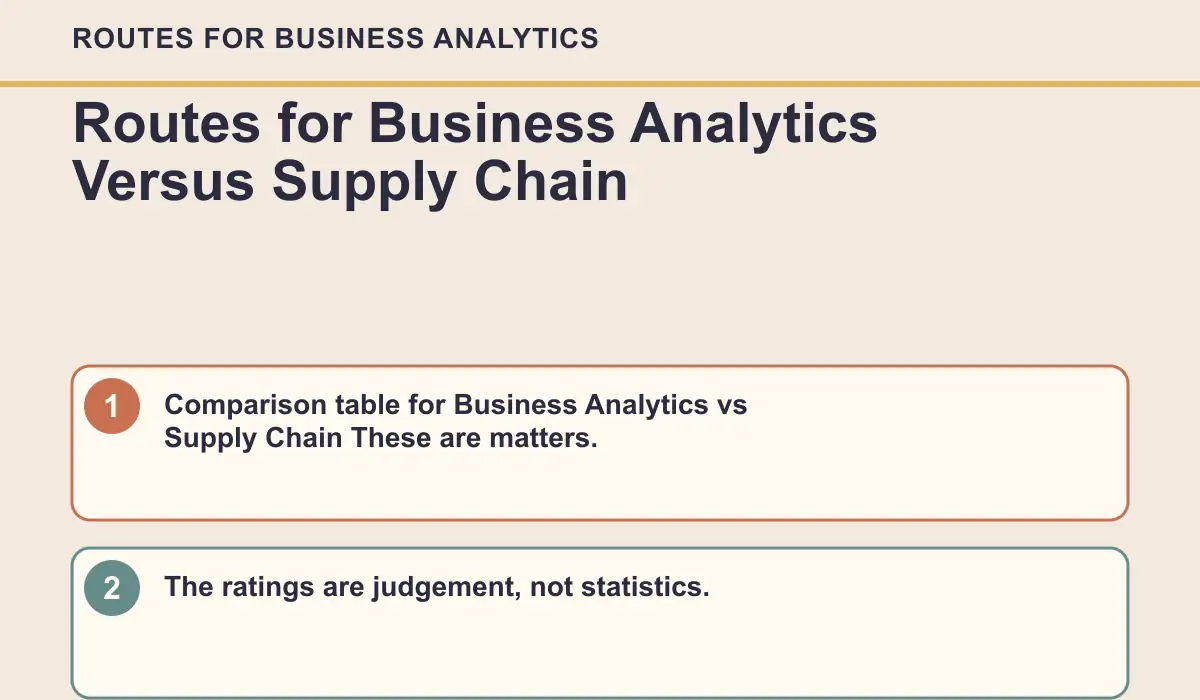 ROUTES FOR BUSINESS ANALYTICS
Routes for Business Analytics
Versus Supply Chain
1
Comparison table for Business Analytics vs
Supply Chain These are matters.
2
The ratings are judgement, not statistics.